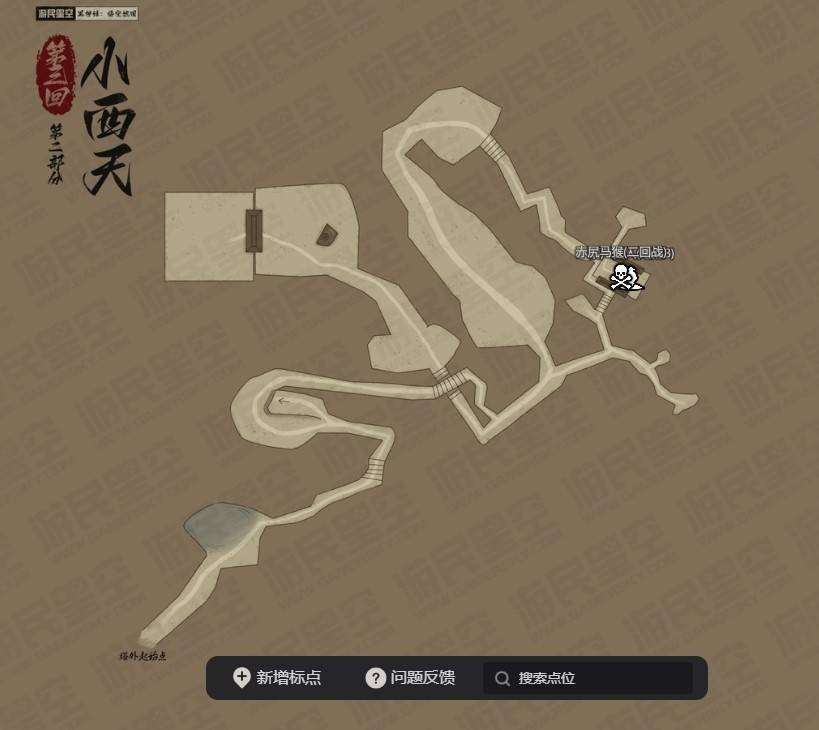 游民星空
黑神话：悟空地图
第三回
小西天
第二部分
赤尻马猴(二回战)
塔外起始点
新增标点
问题反馈
搜索点位